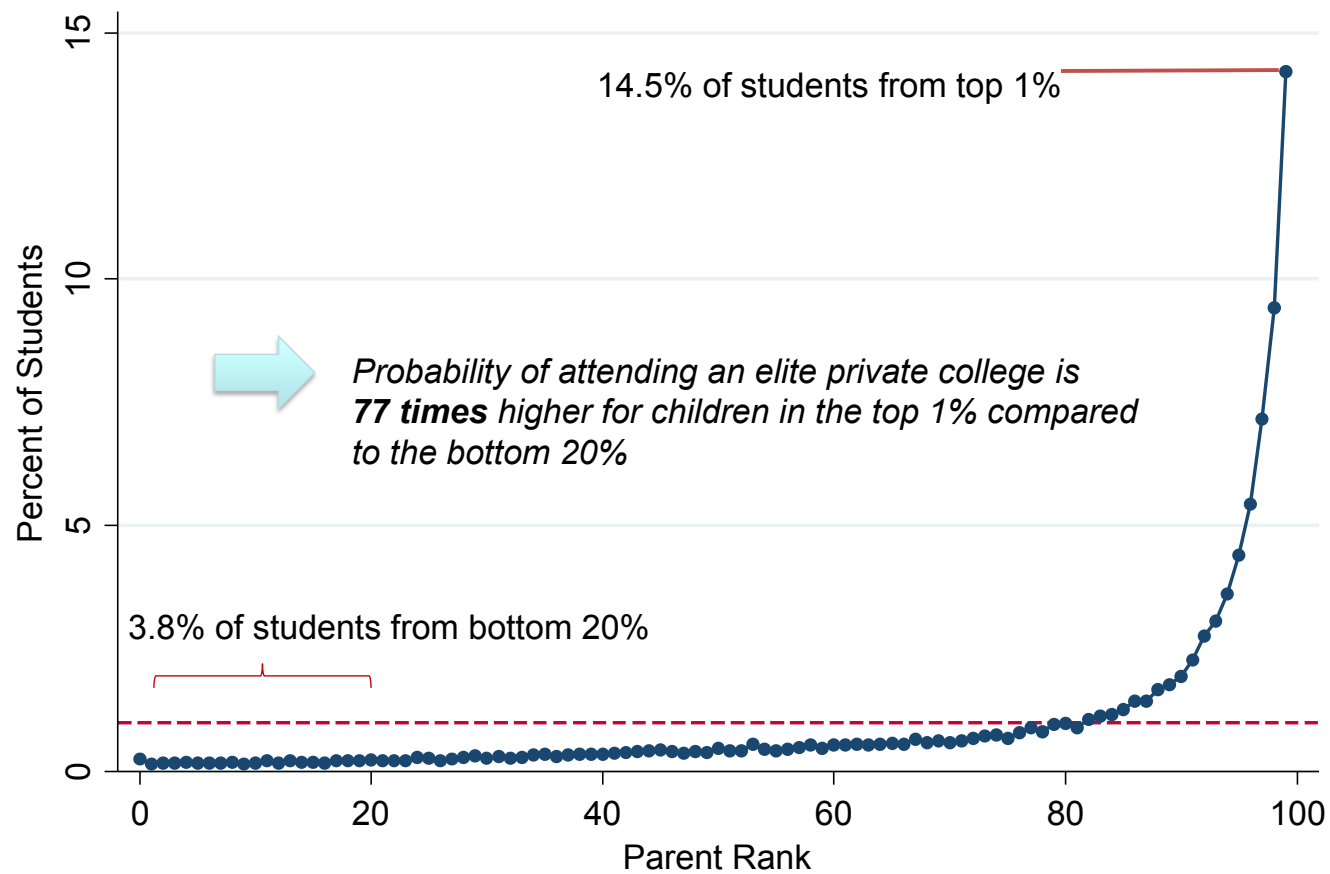 15
14.5% of students from top 1%
10
Percent of Students
Probability of attending an elite private college is
77 times higher for children in the top 1% compared
to the bottom 20%
5
3.8% of students from bottom 20%
0
0 20 40 60 80 100
Parent Rank